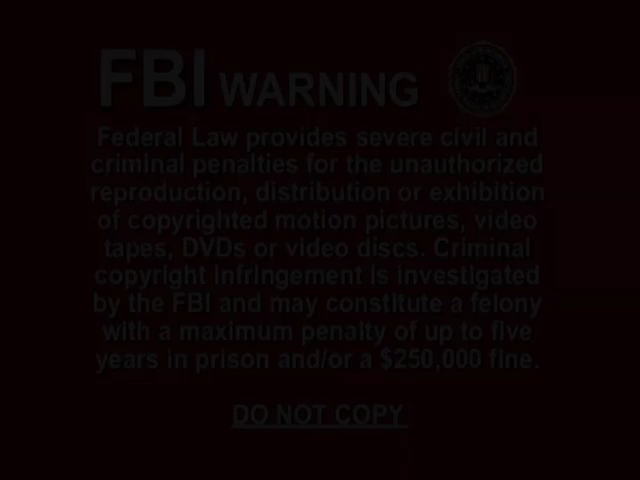 FBI WARNING
Federal Law provides severe civil and
criminal penalties for the unauthorized
reproduction, distribution or exhibition
of copyrighted motion pictures, video
tapes, DVDs or video discs. Criminal
copyright infringement is investigated
by the FBI and may constitute a felony
with a maximum penalty of up to five
years in prison and/or a $250,000 fine.
DO NOT COPY